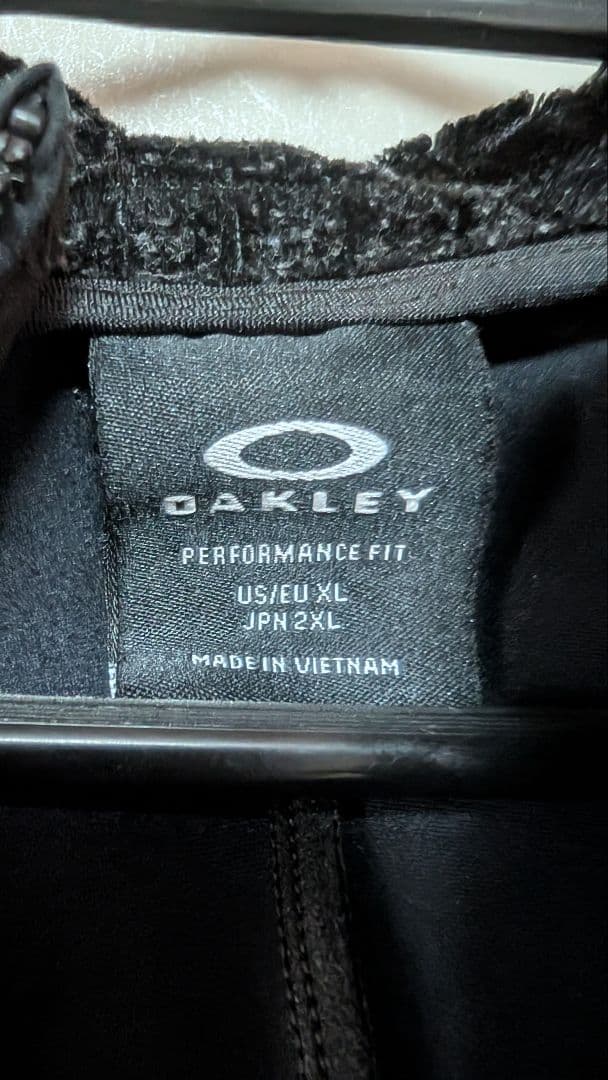 OAKLEY
PERFORMANCE FIT
US/EU XL
JPN 2XL
MADE IN VIETNAM